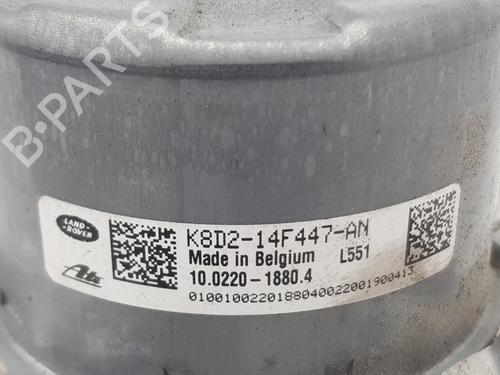 B-PARTS
LAND
ROVER
K8D2-14F447-AN
Made in Belgium L551
Ate 10.0220-1880.4
0100100220188040022001900413